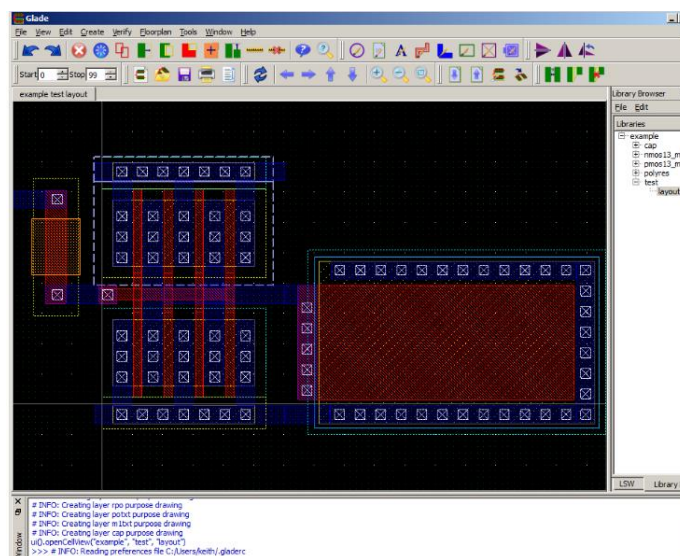 Glade
File View Edit Create Verify Floorplan Tools Window Help
Start 0 Stop 99
example test layout
Library Browser
File Edit
Libraries
example
cap
nmos13_m
pmos13_m
polyres
test
layout
LSW Library
# INFO: Creating layer rpo purpose drawing
# INFO: Creating layer potxt purpose drawing
# INFO: Creating layer m1txt purpose drawing
# INFO: Creating layer cap purpose drawing
ui().openCellView("example", "test", "layout")
>>> # INFO: Reading preferences file C:/Users/keith/.gladerc